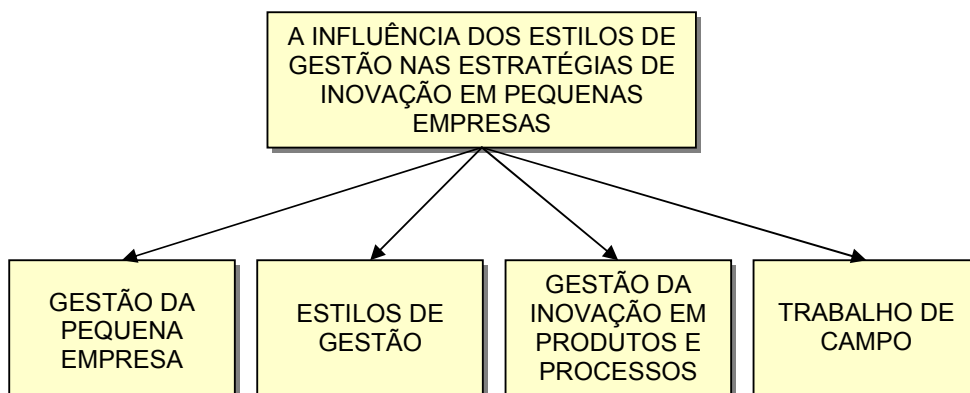 A INFLUÊNCIA DOS ESTILOS DE
GESTÃO NAS ESTRATÉGIAS DE
INOVAÇÃO EM PEQUENAS
EMPRESAS
GESTÃO DA
PEQUENA
EMPRESA
ESTILOS DE
GESTÃO
GESTÃO DA
INOVAÇÃO EM
PRODUTOS E
PROCESSOS
TRABALHO DE
CAMPO